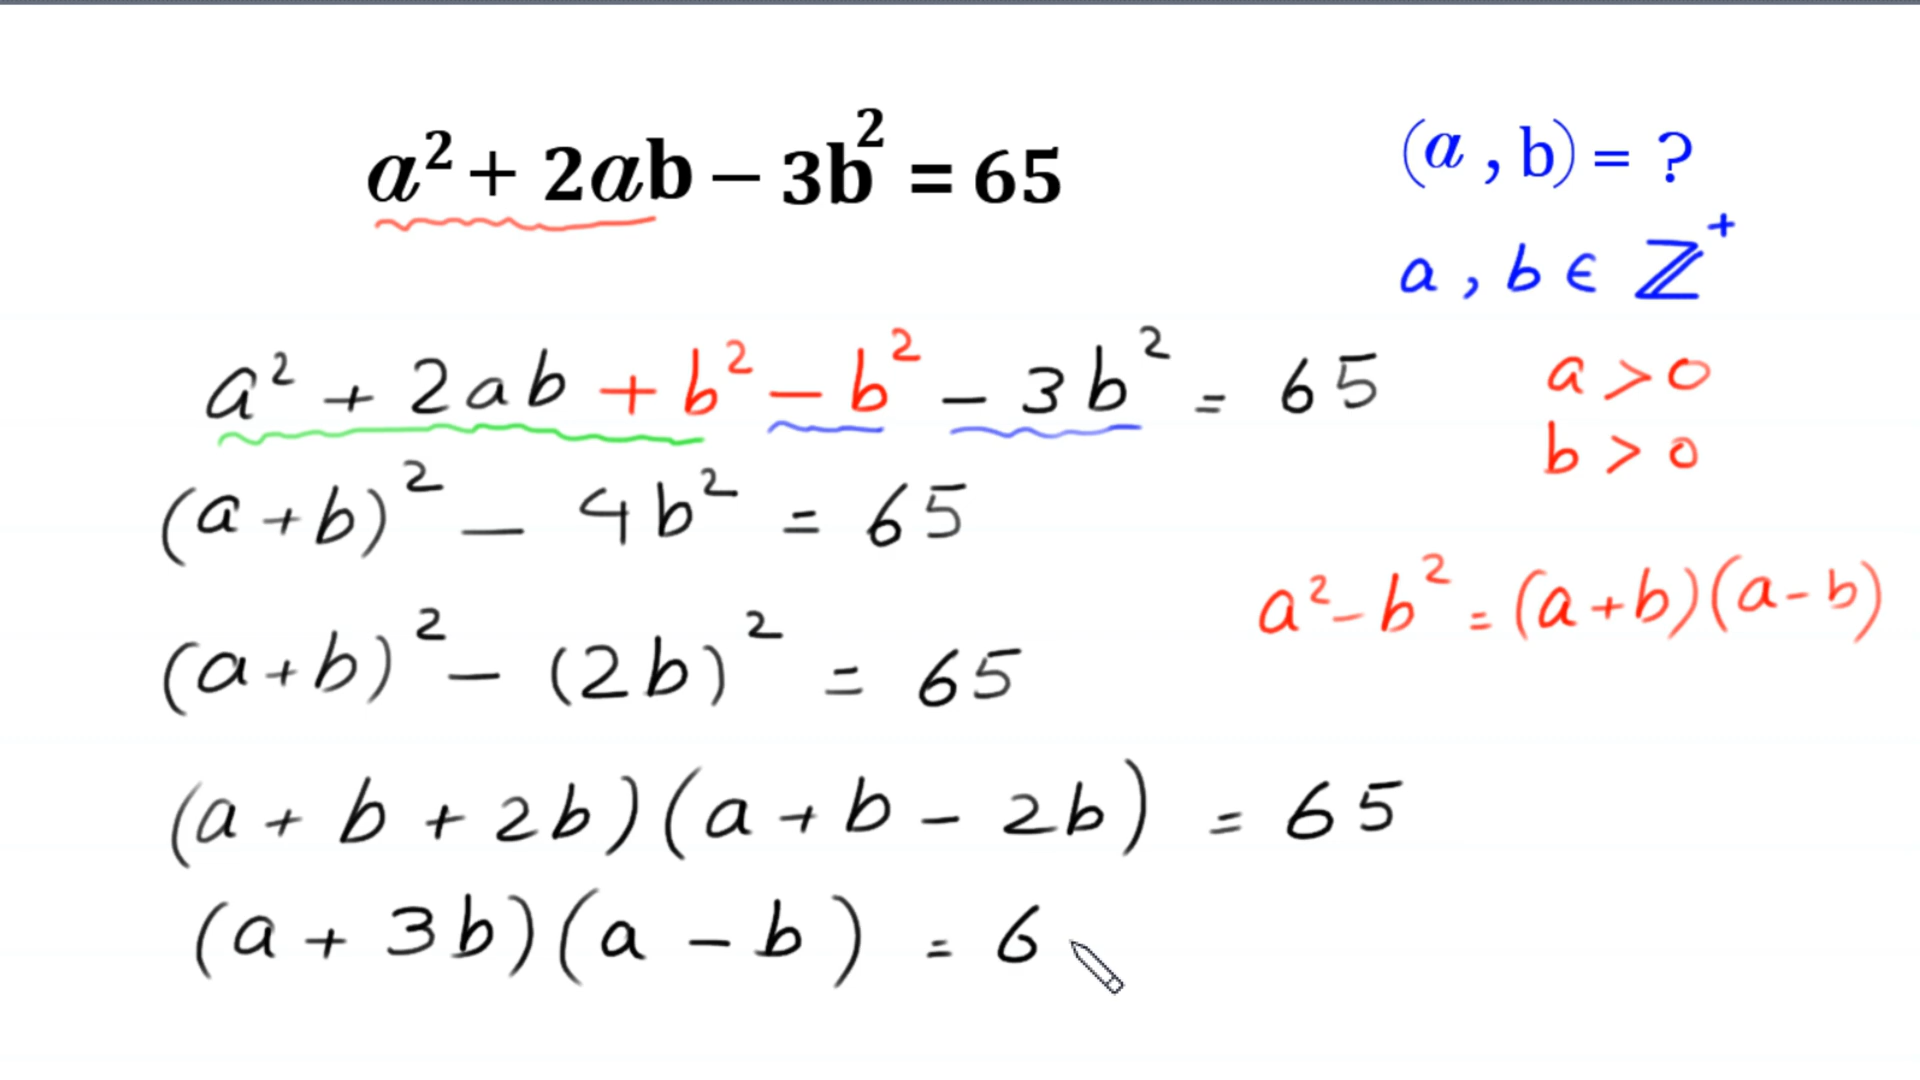 a² + 2ab – 3b² = 65
(a , b) = ?
a , b ∈ ℤ⁺
a > 0
b > 0
a² + 2ab + b² – b² – 3b² = 65
(a + b)² – 4b² = 65
a² – b² = (a + b)(a – b)
(a + b)² – (2b)² = 65
(a + b + 2b)(a + b – 2b) = 65
(a + 3b)(a – b) = 6